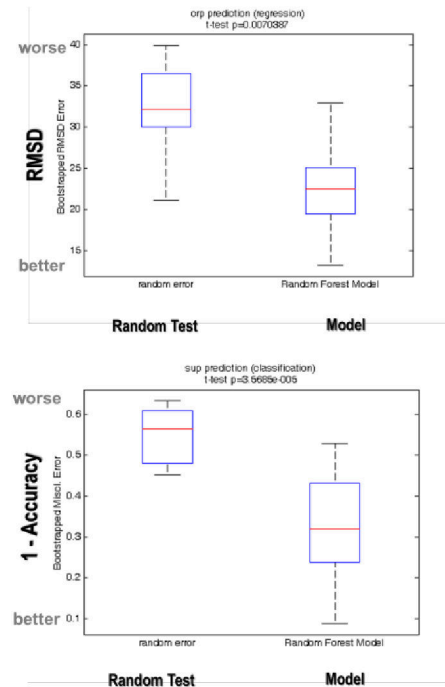 orp prediction (regression)
t-test p=0.0070387
worse
40
35
30
25
20
15
RMSD
Bootstrapped RMSD Error
better
random error
Random Forest Model
Random Test
Model
sup prediction (classification)
t-test p=3.5685e-005
worse
0.6
0.5
0.4
0.3
0.2
0.1
1 - Accuracy
Bootstrapped Miscl. Error
better
random error
Random Forest Model
Random Test
Model